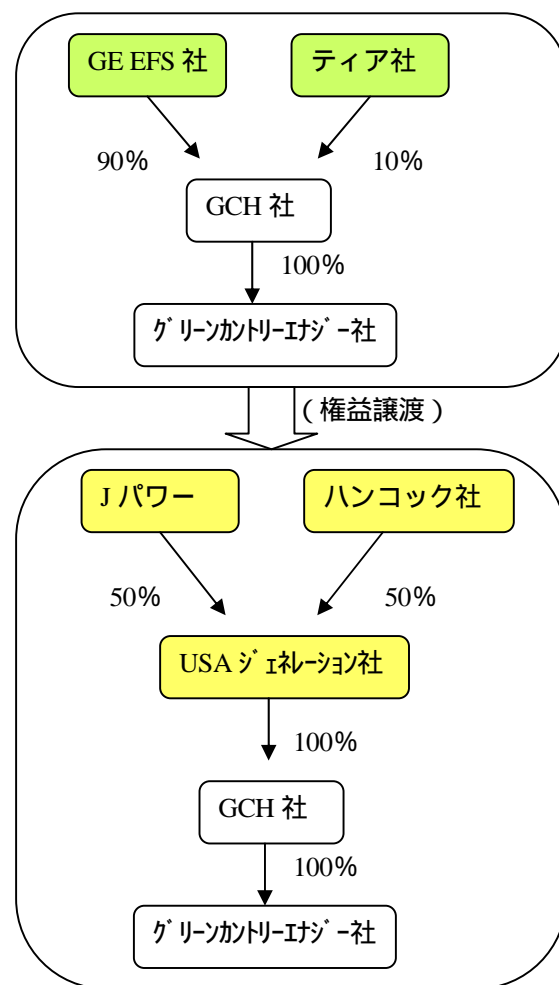 GE EFS 社
ティア社
90%
10%
GCH 社
100%
ｸﾞﾘｰﾝｶﾝﾄﾘｰｴﾅｼﾞｰ社
(権益譲渡)
J パワー
ハンコック社
50%
50%
USA ｼﾞｪﾈﾚｰｼｮﾝ社
100%
GCH 社
100%
ｸﾞﾘｰﾝｶﾝﾄﾘｰｴﾅｼﾞｰ社